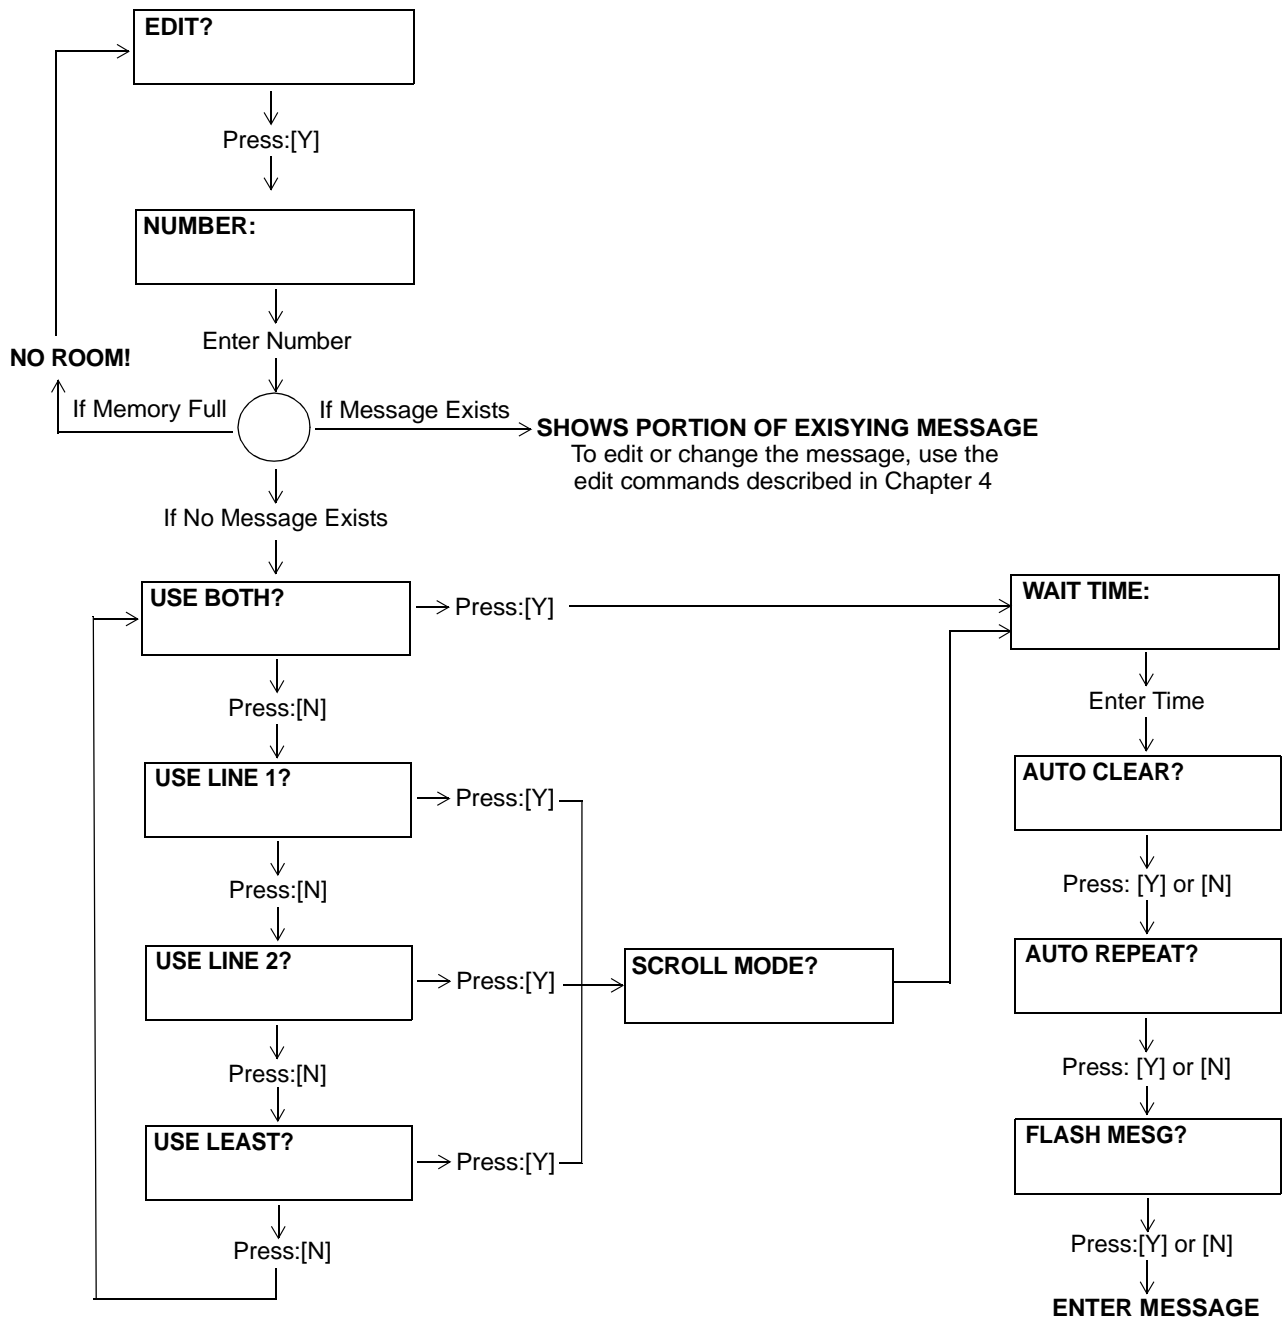 EDIT?
Press:[Y]
NUMBER:
Enter Number
NO ROOM!
If Memory Full
If Message Exists
SHOWS PORTION OF EXISYING MESSAGE
To edit or change the message, use the
edit commands described in Chapter 4
If No Message Exists
USE BOTH?
Press:[Y]
Press:[N]
USE LINE 1?
Press:[Y]
Press:[N]
USE LINE 2?
Press:[Y]
Press:[N]
USE LEAST?
Press:[Y]
Press:[N]
SCROLL MODE?
WAIT TIME:
Enter Time
AUTO CLEAR?
Press: [Y] or [N]
AUTO REPEAT?
Press: [Y] or [N]
FLASH MESG?
Press:[Y] or [N]
ENTER MESSAGE